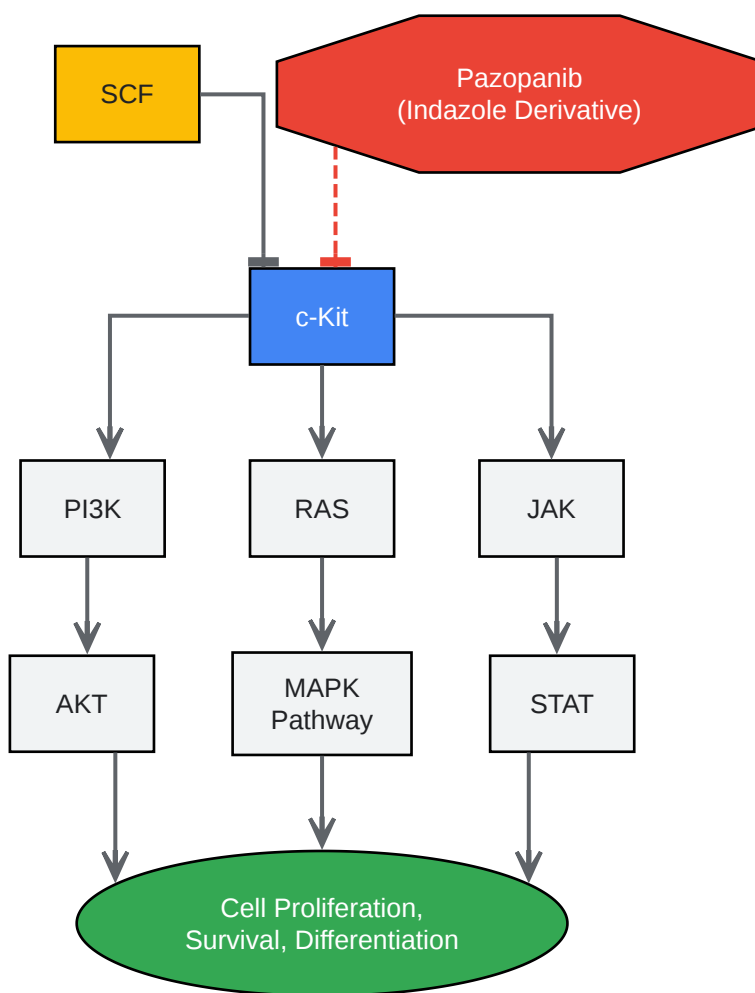 SCF
Pazopanib
(Indazole Derivative)
c-Kit
PI3K
RAS
JAK
AKT
MAPK
Pathway
STAT
Cell Proliferation,
Survival, Differentiation